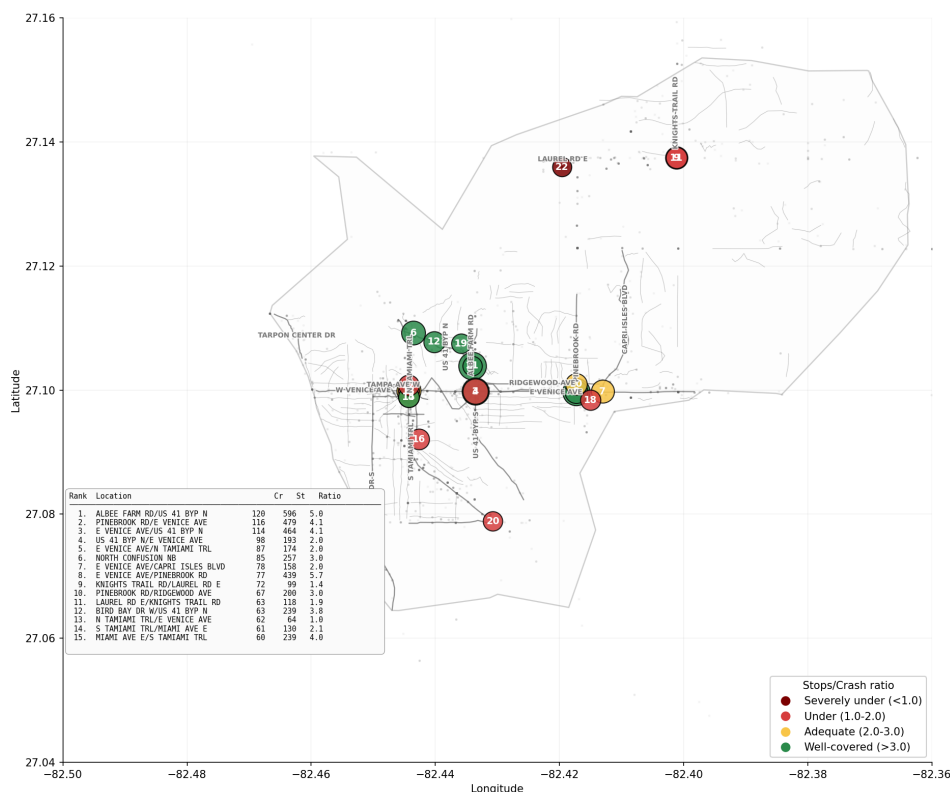 27.16
27.14
27.12
27.10
27.08
27.06
27.04
Latitude
KNIGHTS TRAIL RD
LAUREL RD E
22
TARPON CENTER DR
6
12
19
N TAMIAMI TRL
US 41 BYP N
ALBEE FARM RD
PINEBROOK RD
CAPRI ISLES BLVD
TAMPA AVE W
W VENICE AVE
RIDGEWOOD AVE
E VENICE AVE
7
18
16
S TAMIAMI TRL
US 41 BYP S
DR S
20
Rank Location Cr St Ratio
1. ALBEE FARM RD/US 41 BYP N 120 596 5.0
2. PINEBROOK RD/E VENICE AVE 116 479 4.1
3. E VENICE AVE/US 41 BYP N 114 464 4.1
4. US 41 BYP N/E VENICE AVE 98 193 2.0
5. E VENICE AVE/N TAMIAMI TRL 87 174 2.0
6. NORTH CONFUSION NB 85 257 3.0
7. E VENICE AVE/CAPRI ISLES BLVD 78 158 2.0
8. E VENICE AVE/PINEBROOK RD 77 439 5.7
9. KNIGHTS TRAIL RD/LAUREL RD E 72 99 1.4
10. PINEBROOK RD/RIDGEWOOD AVE 67 200 3.0
11. LAUREL RD E/KNIGHTS TRAIL RD 63 118 1.9
12. BIRD BAY DR W/US 41 BYP N 63 239 3.8
13. N TAMIAMI TRL/E VENICE AVE 62 64 1.0
14. S TAMIAMI TRL/MIAMI AVE E 61 130 2.1
15. MIAMI AVE E/S TAMIAMI TRL 60 239 4.0
Stops/Crash ratio
Severely under (<1.0)
Under (1.0-2.0)
Adequate (2.0-3.0)
Well-covered (>3.0)
−82.50 −82.48 −82.46 −82.44 −82.42 −82.40 −82.38 −82.36
Longitude